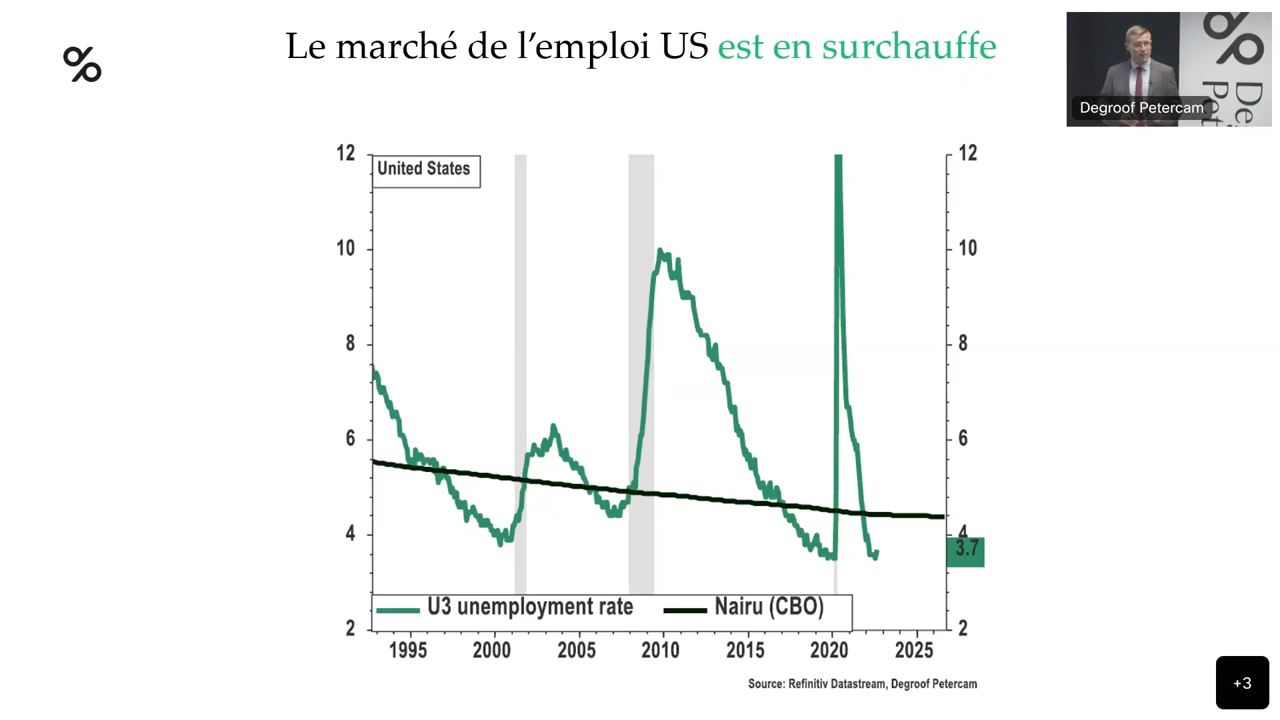 Le marché de l’emploi US est en surchauffe
Degroof Petercam
De
Pet
United States
12 12
10 10
8 8
6 6
4 4
3.7
2 2
U3 unemployment rate Nairu (CBO)
1995 2000 2005 2010 2015 2020 2025
Source: Refinitiv Datastream, Degroof Petercam
+3